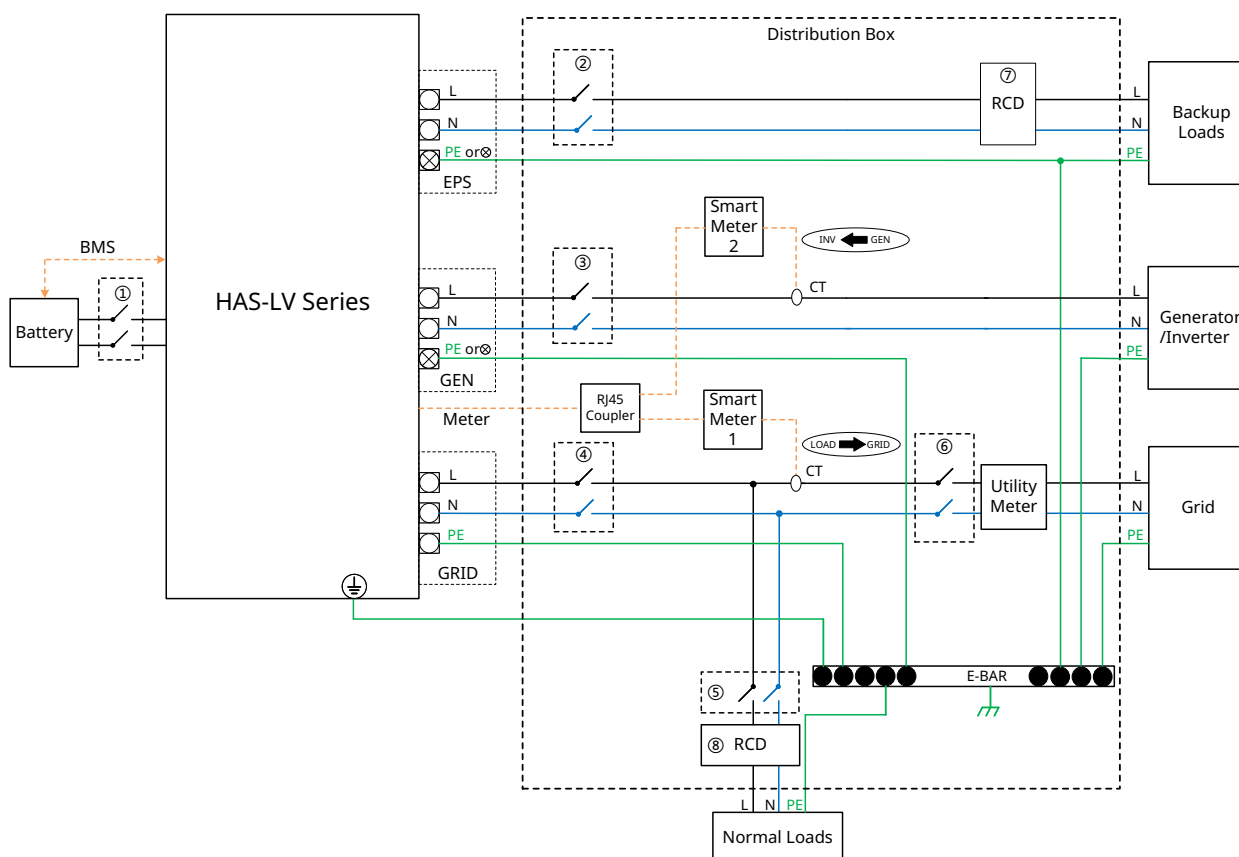 Distribution Box
②
⑦
RCD
L
N
PE or⊗
EPS
L
N
PE
Backup
Loads
BMS
①
Battery
HAS-LV Series
Smart
Meter
2
INV GEN
③
CT
L
N
PE or⊗
GEN
L
N
PE
Generator
/Inverter
Meter
RJ45
Coupler
Smart
Meter
1
LOAD GRID
④
CT
⑥
L
N
PE
GRID
Utility
Meter
L
N
PE
Grid
E-BAR
⑤
⑧ RCD
L N PE
Normal Loads